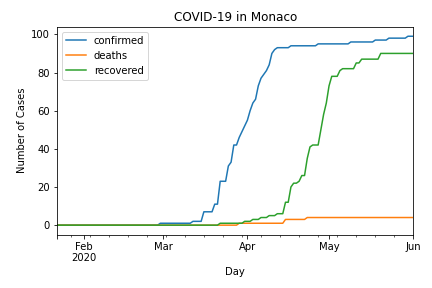 COVID-19 in Monaco
confirmed
deaths
recovered
Number of Cases
100
80
60
40
20
0
Feb
2020
Mar
Apr
May
Jun
Day